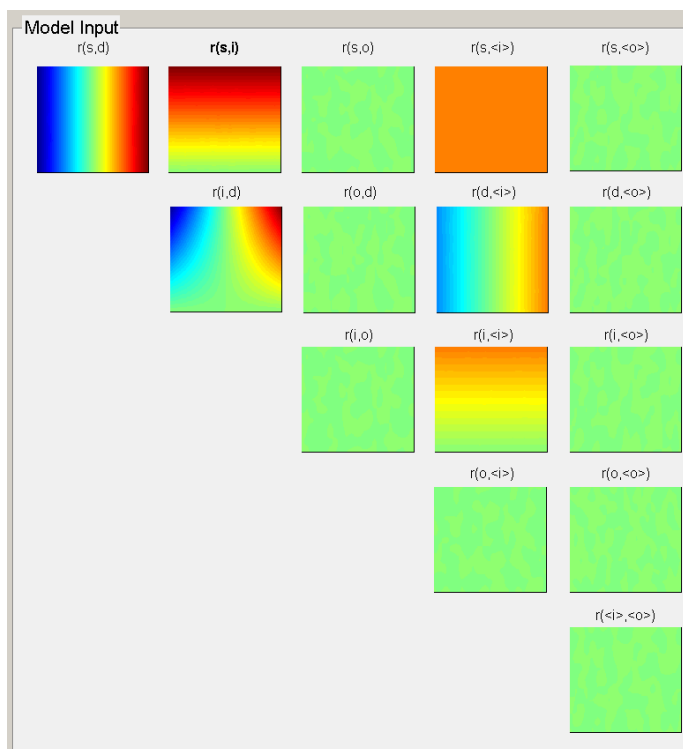 Model Input
r(s,d) r(s,i) r(s,o) r(s,<i>) r(s,<o>)
r(i,d) r(o,d) r(d,<i>) r(d,<o>)
r(i,o) r(i,<i>) r(i,<o>)
r(o,<i>) r(o,<o>)
r(<i>,<o>)